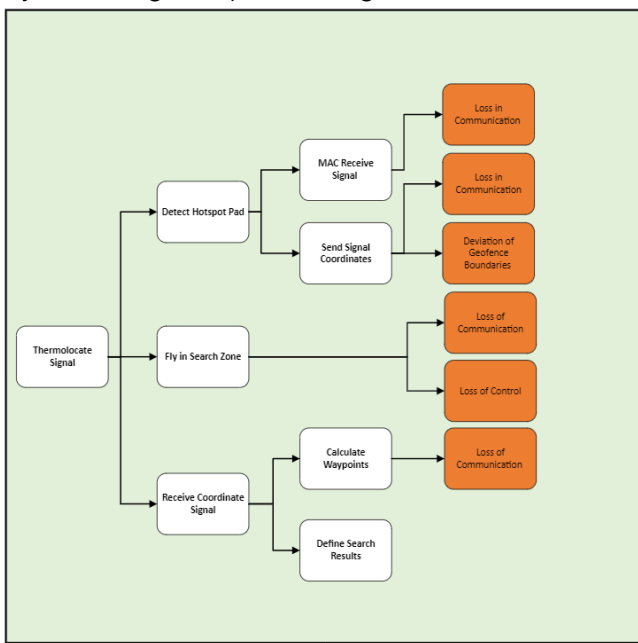 Loss in
Communication
MAC Receive
Signal
Loss in
Communication
Detect Hotspot Pad
Send Signal
Coordinates
Deviation of
Geofence
Boundaries
Loss of
Communication
Thermolocate
Signal
Fly in Search Zone
Loss of Control
Calculate
Waypoints
Loss of
Communication
Receive Coordinate
Signal
Define Search
Results